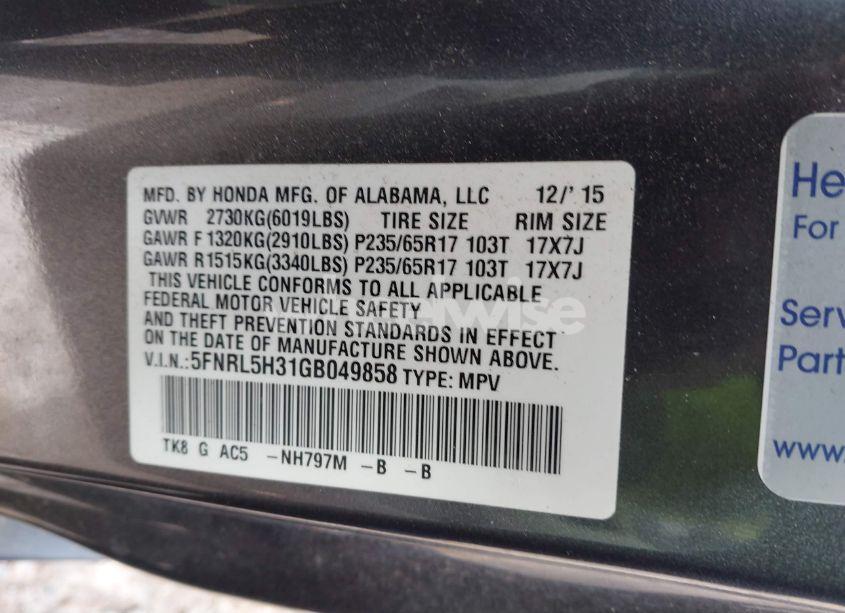 MFD. BY HONDA MFG. OF ALABAMA, LLC 12/' 15
GVWR 2730KG(6019LBS) TIRE SIZE RIM SIZE
GAWR F 1320KG(2910LBS) P235/65R17 103T 17X7J
GAWR R1515KG(3340LBS) P235/65R17 103T 17X7J
THIS VEHICLE CONFORMS TO ALL APPLICABLE
FEDERAL MOTOR VEHICLE SAFETY
AND THEFT PREVENTION STANDARDS IN EFFECT
ON THE DATE OF MANUFACTURE SHOWN ABOVE.
V.I.N.:5FNRL5H31GB049858 TYPE: MPV
TK8 G AC5 -NH797M -B -B
He
For
Serv
Part
www.